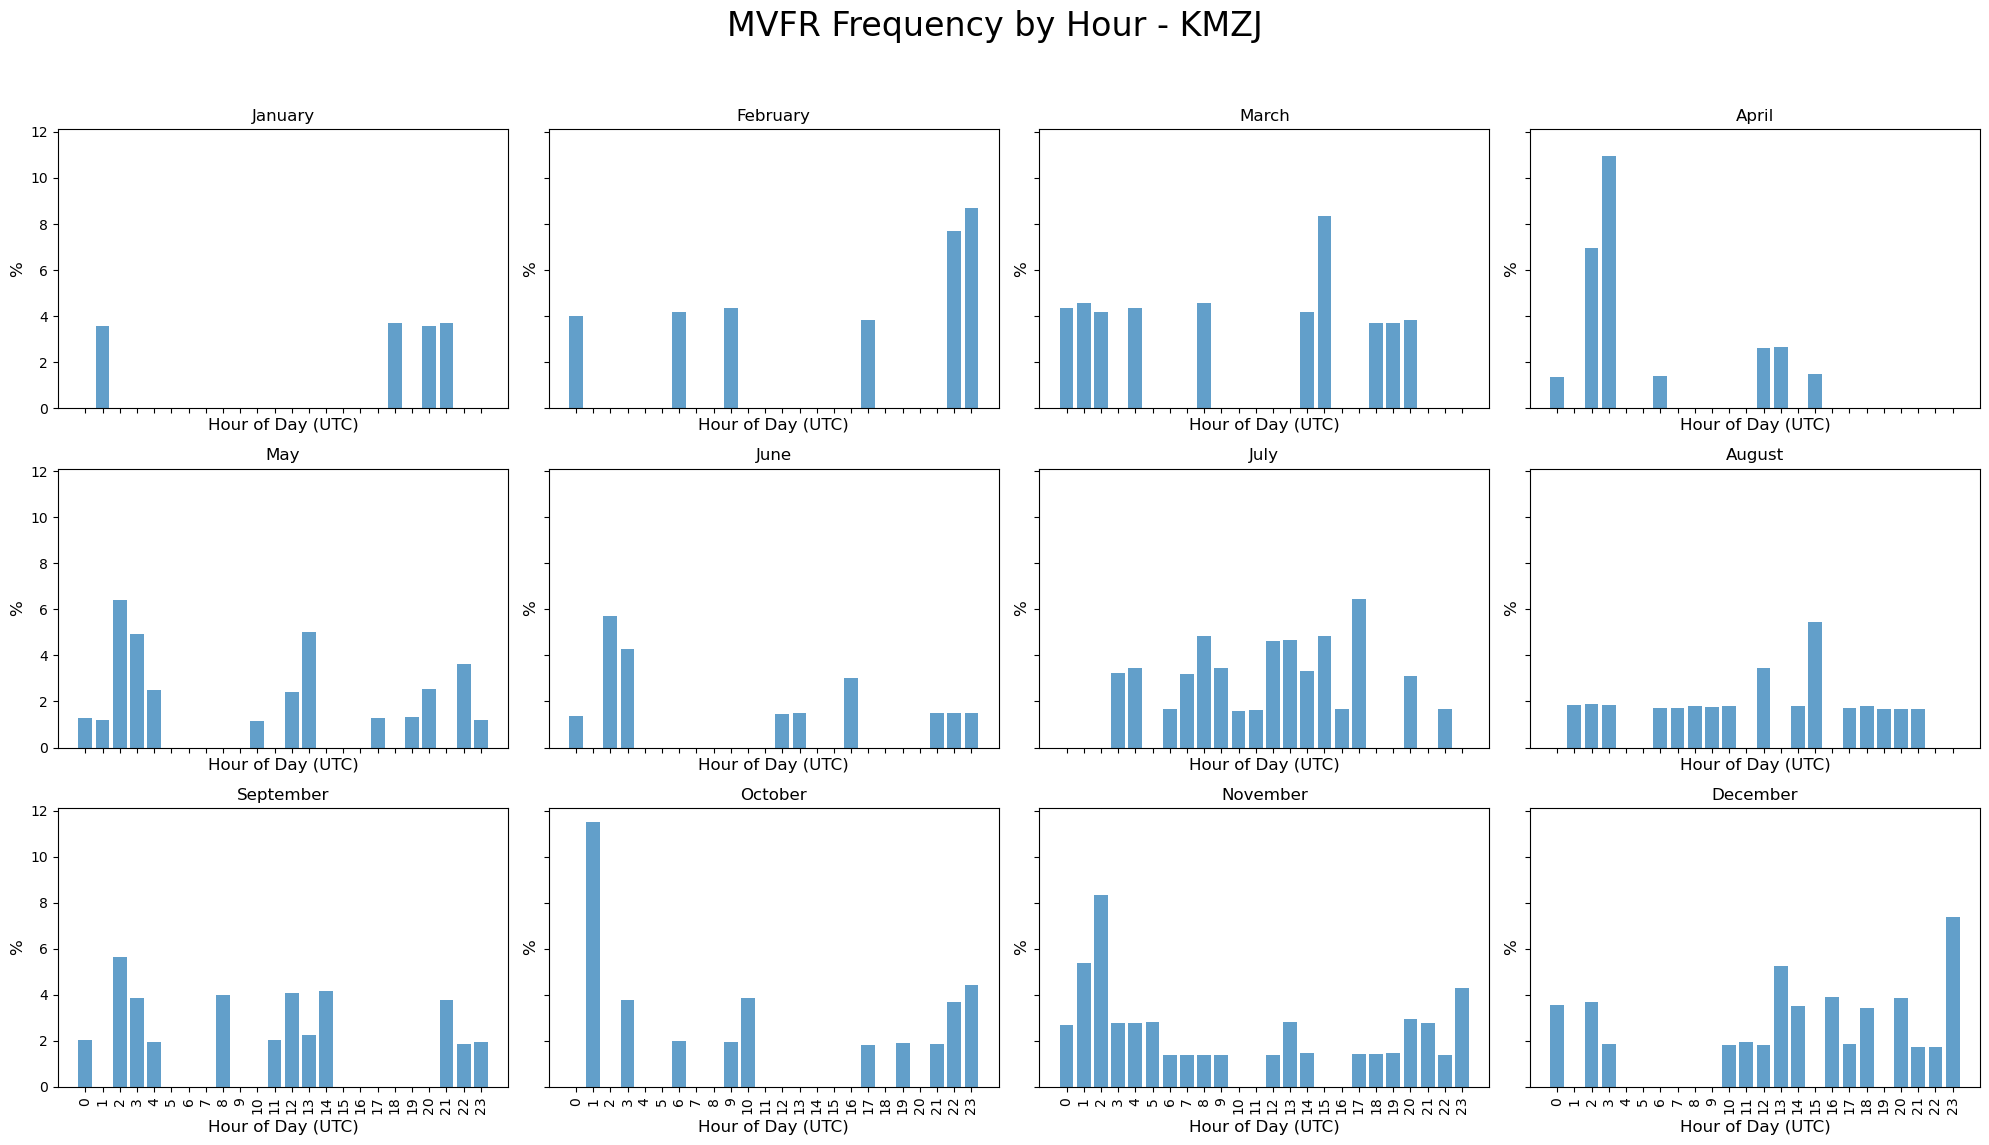 MVFR Frequency by Hour - KMZJ
January February March April
12
10
8
6
4
2
0
% % % %
Hour of Day (UTC) Hour of Day (UTC) Hour of Day (UTC) Hour of Day (UTC)
May June July August
12
10
8
6
4
2
0
% % % %
Hour of Day (UTC) Hour of Day (UTC) Hour of Day (UTC) Hour of Day (UTC)
September October November December
12
10
8
6
4
2
0
% % % %
0 1 2 3 4 5 6 7 8 9 10 11 12 13 14 15 16 17 18 19 20 21 22 23 0 1 2 3 4 5 6 7 8 9 10 11 12 13 14 15 16 17 18 19 20 21 22 23 0 1 2 3 4 5 6 7 8 9 10 11 12 13 14 15 16 17 18 19 20 21 22 23 0 1 2 3 4 5 6 7 8 9 10 11 12 13 14 15 16 17 18 19 20 21 22 23
Hour of Day (UTC) Hour of Day (UTC) Hour of Day (UTC) Hour of Day (UTC)